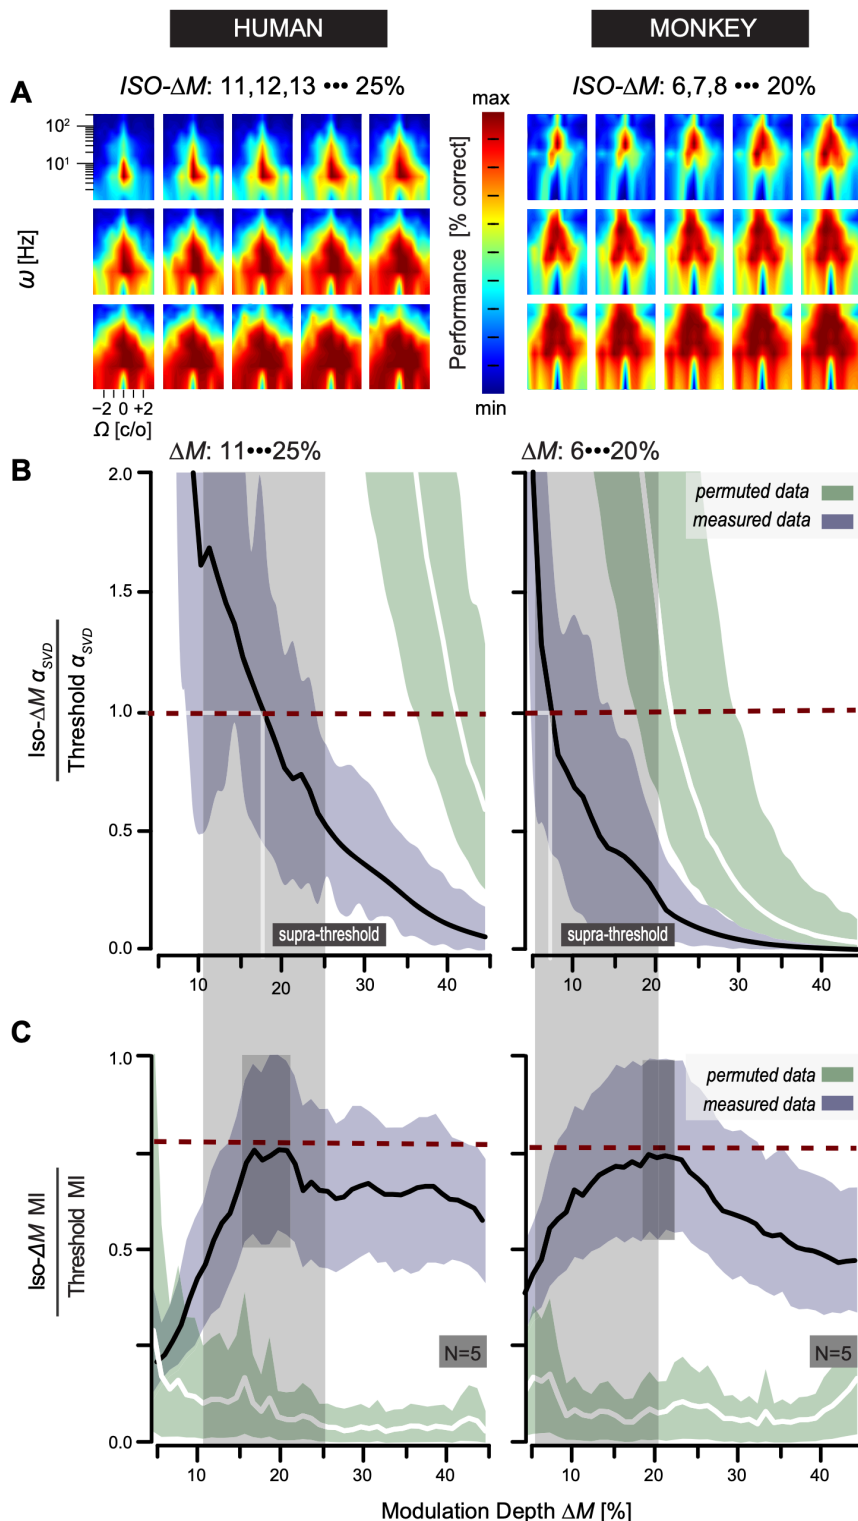 HUMAN
MONKEY
A
ISO-ΔM: 11,12,13 ••• 25%
ISO-ΔM: 6,7,8 ••• 20%
10²
10¹
ω [Hz]
max
Performance [% correct]
min
−2 0 +2
Ω [c/o]
B
ΔM: 11•••25%
ΔM: 6•••20%
2.0
1.5
1.0
0.5
0.0
Iso-ΔM α_SVD
Threshold α_SVD
permuted data
measured data
supra-threshold
supra-threshold
10 20 30 40
10 20 30 40
C
1.0
0.5
0.0
Iso-ΔM MI
Threshold MI
permuted data
measured data
N=5
N=5
10 20 30 40
10 20 30 40
Modulation Depth ΔM [%]